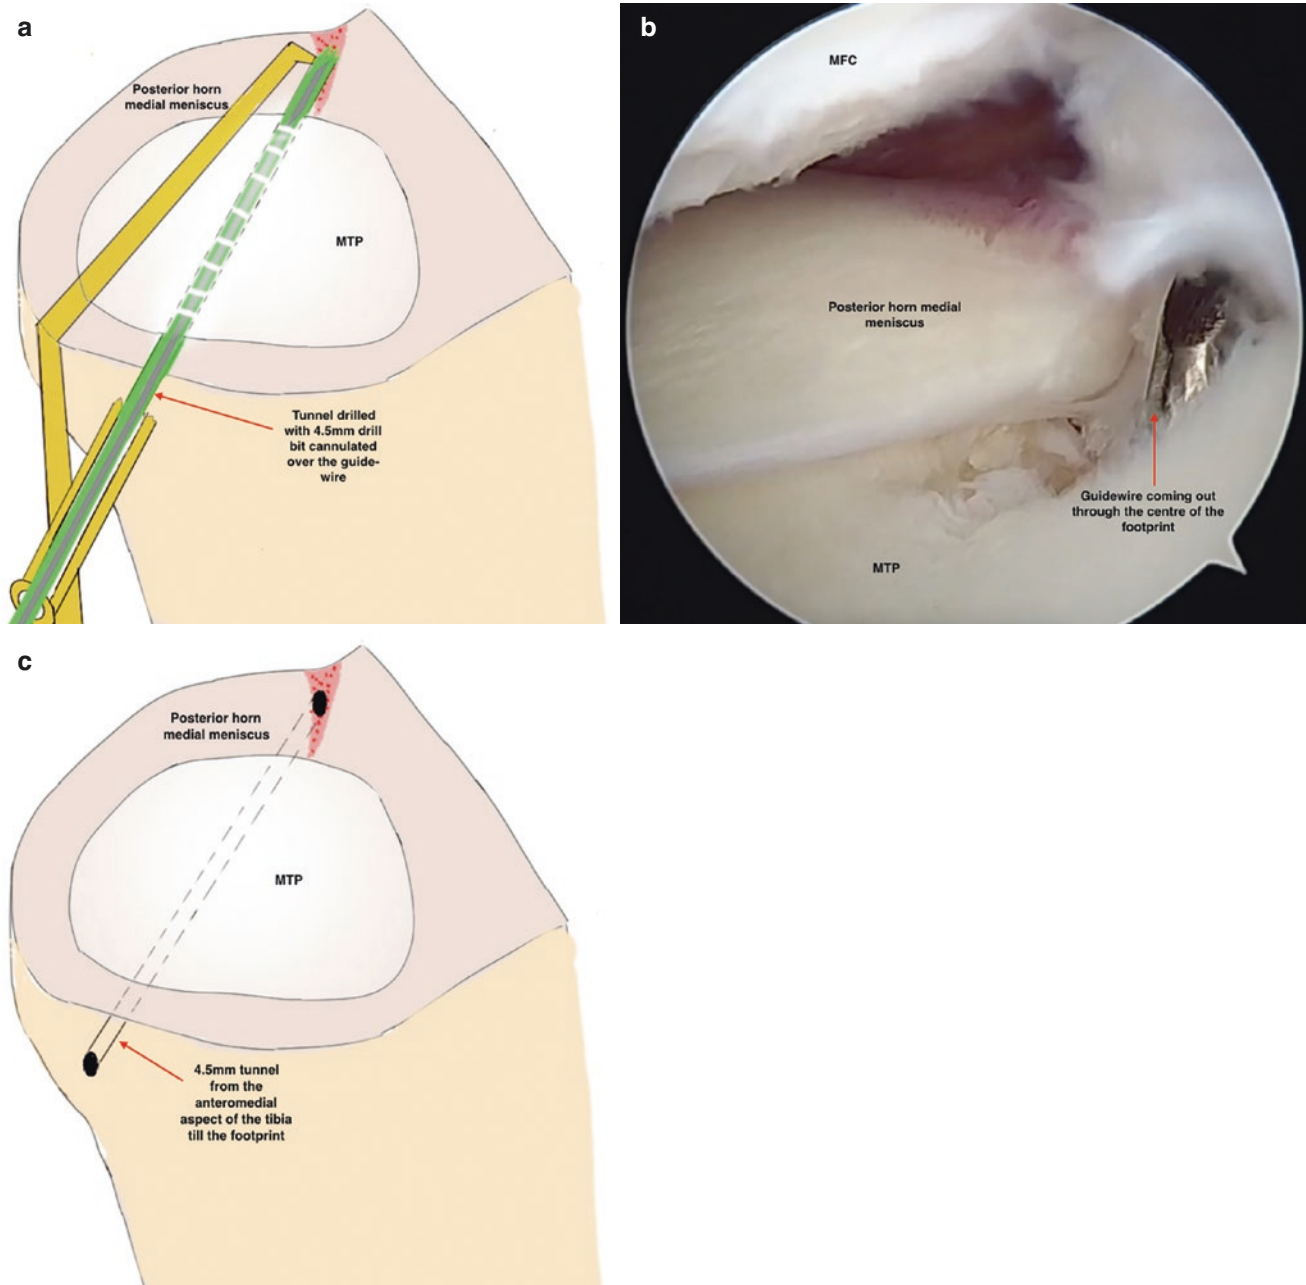 a
Posterior horn
medial meniscus
MTP
Tunnel drilled
with 4.5mm drill
bit cannulated
over the guide-
wire
b
MFC
Posterior horn medial
meniscus
Guidewire coming out
through the centre of the
footprint
MTP
c
Posterior horn
medial meniscus
MTP
4.5mm tunnel
from the
anteromedial
aspect of the tibia
till the footprint